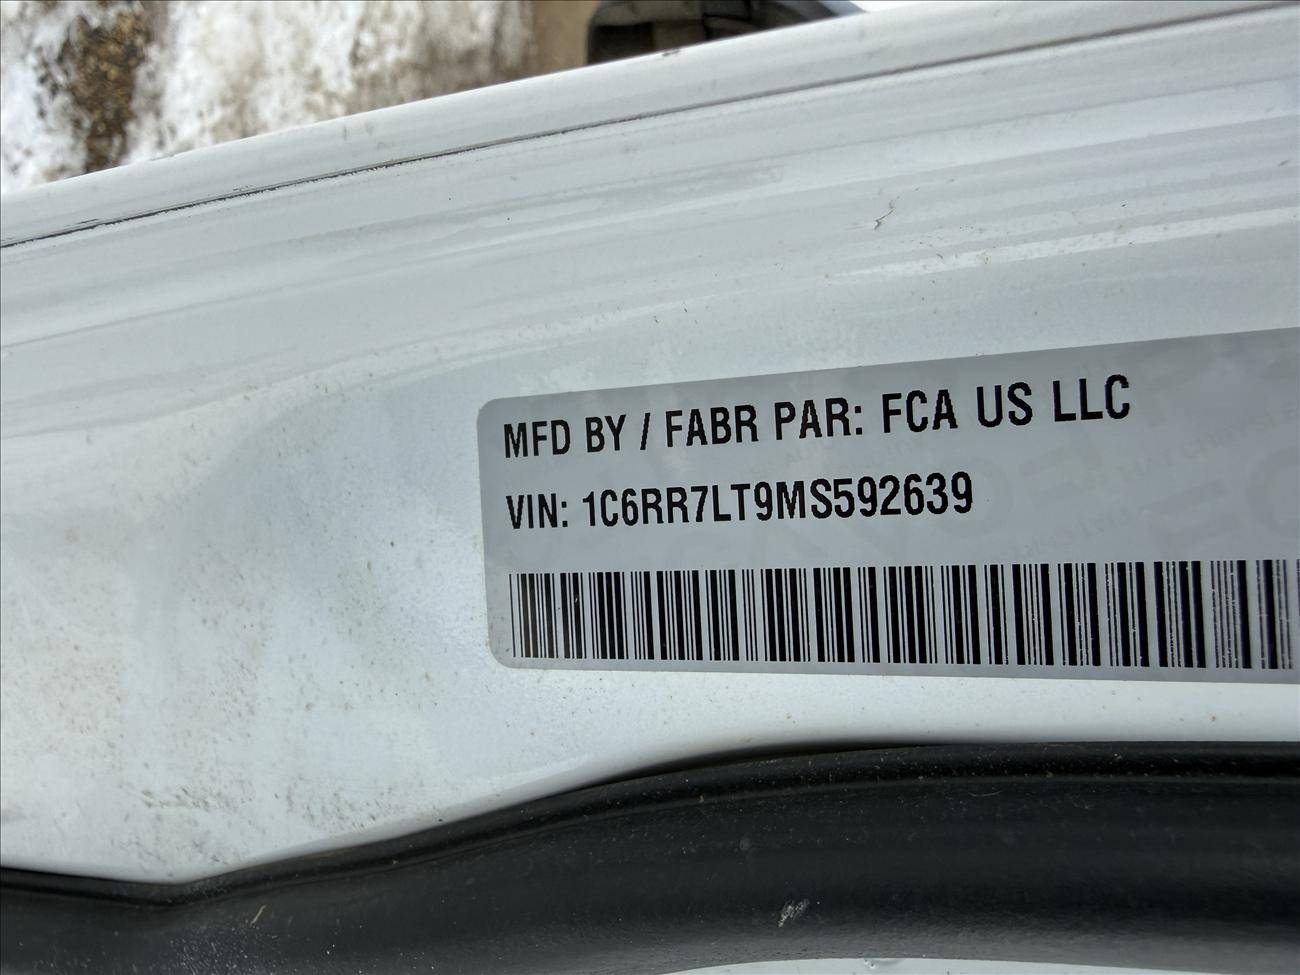 MFD BY / FABR PAR: FCA US LLC
VIN: 1C6RR7LT9MS592639